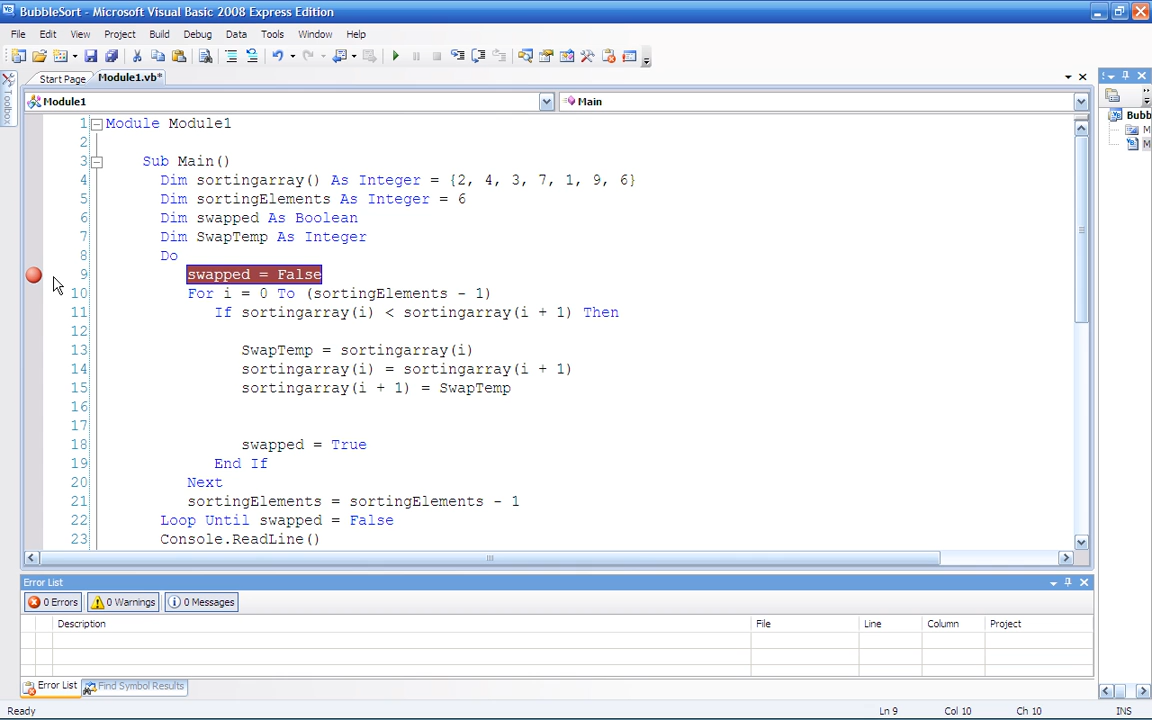 BubbleSort - Microsoft Visual Basic 2008 Express Edition
File Edit View Project Build Debug Data Tools Window Help
Start Page Module1.vb*
Toolbox
Module1 Main
Bubb
M
M
1 Module Module1
2
3 Sub Main()
4 Dim sortingarray() As Integer = {2, 4, 3, 7, 1, 9, 6}
5 Dim sortingElements As Integer = 6
6 Dim swapped As Boolean
7 Dim SwapTemp As Integer
8 Do
9 swapped = False
10 For i = 0 To (sortingElements - 1)
11 If sortingarray(i) < sortingarray(i + 1) Then
12
13 SwapTemp = sortingarray(i)
14 sortingarray(i) = sortingarray(i + 1)
15 sortingarray(i + 1) = SwapTemp
16
17
18 swapped = True
19 End If
20 Next
21 sortingElements = sortingElements - 1
22 Loop Until swapped = False
23 Console.ReadLine()
Error List
0 Errors 0 Warnings 0 Messages
Description File Line Column Project
Error List Find Symbol Results
Ready Ln 9 Col 10 Ch 10 INS